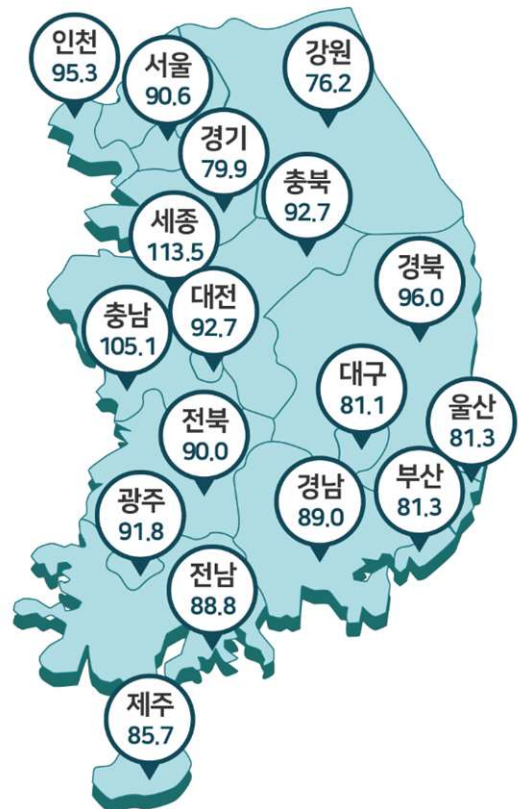 인천
95.3
서울
90.6
강원
76.2
경기
79.9
충북
92.7
세종
113.5
경북
96.0
대전
92.7
충남
105.1
대구
81.1
울산
81.3
전북
90.0
경남
89.0
부산
81.3
광주
91.8
전남
88.8
제주
85.7